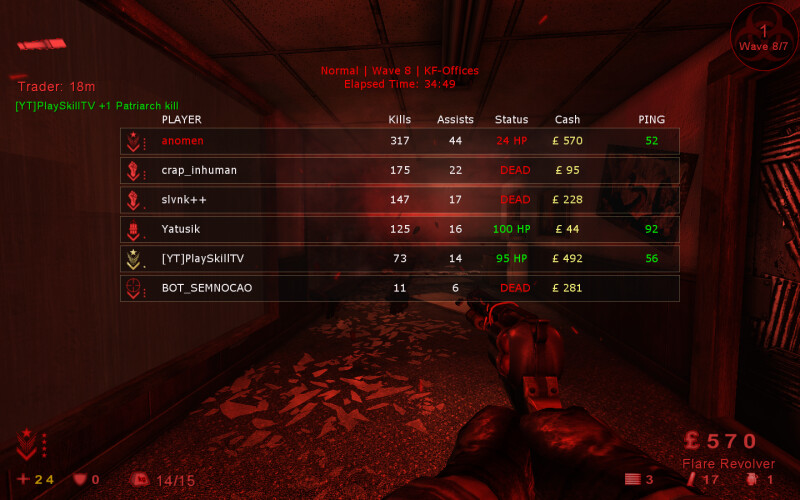 1
Wave 8/7
Normal | Wave 8 | KF-Offices
Elapsed Time: 34:49
Trader: 18m
[YT]PlaySkillTV +1 Patriarch kill
PLAYER Kills Assists Status Cash PING
anomen 317 44 24 HP £ 570 52
crap_inhuman 175 22 DEAD £ 95
slvnk++ 147 17 DEAD £ 228
Yatusik 125 16 100 HP £ 44 92
[YT]PlaySkillTV 73 14 95 HP £ 492 56
BOT_SEMNOCAO 11 6 DEAD £ 281
£ 570
Flare Revolver
24 0 14/15 3 17 1